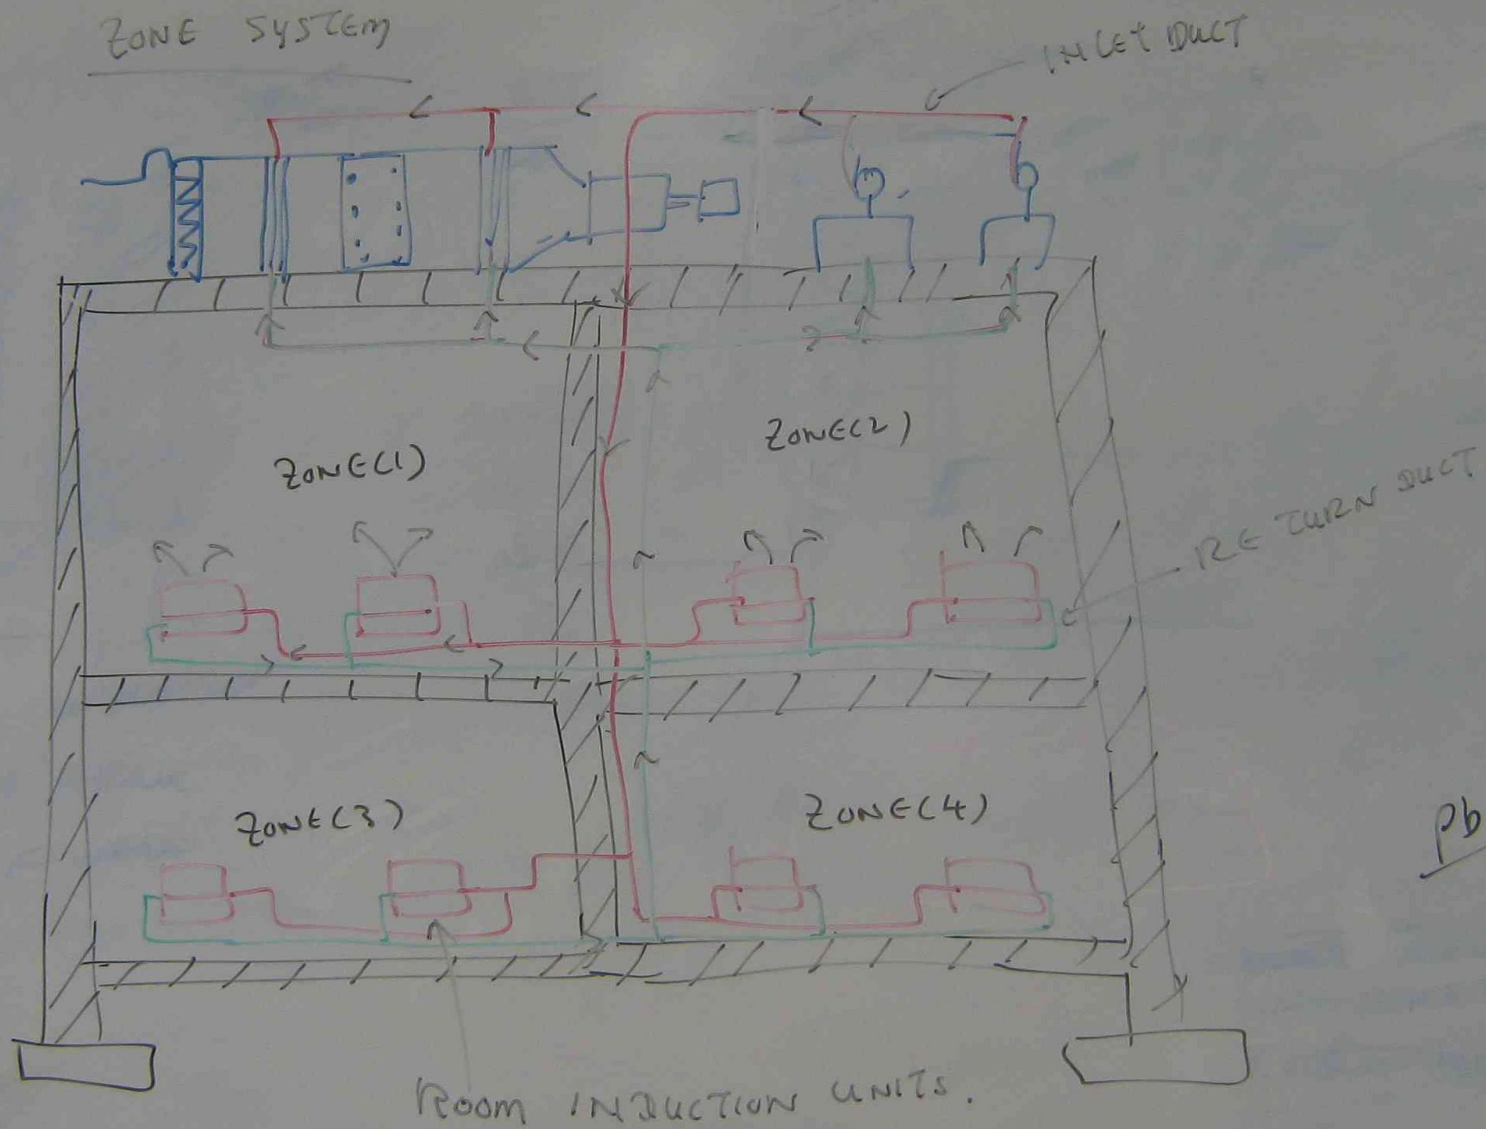 ZONE SYSTEM
INLET DUCT
ZONE(1)
ZONE(2)
RETURN DUCT
ZONE(3)
ZONE(4)
pb
ROOM INDUCTION UNITS.